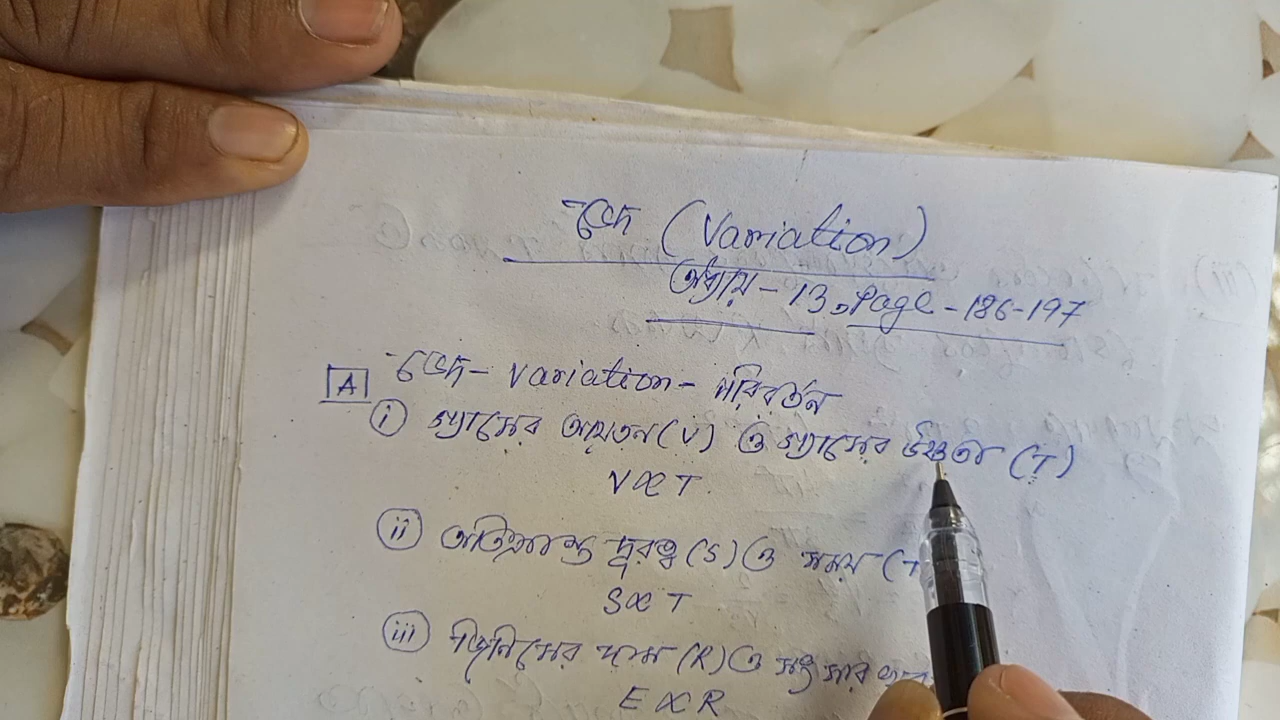 ভেদ (Variation)
অধ্যায় - 13, Page - 186-197
A ভেদ - Variation - পরিবর্তন
i গ্যাসের আয়তন (V) ও গ্যাসের উষ্ণতা (T)
V ∝ T
ii অতিক্রান্ত দূরত্ব (S) ও সময় (T
S ∝ T
iii জিনিসের দাম (R) ও সংসার
E ∝ R